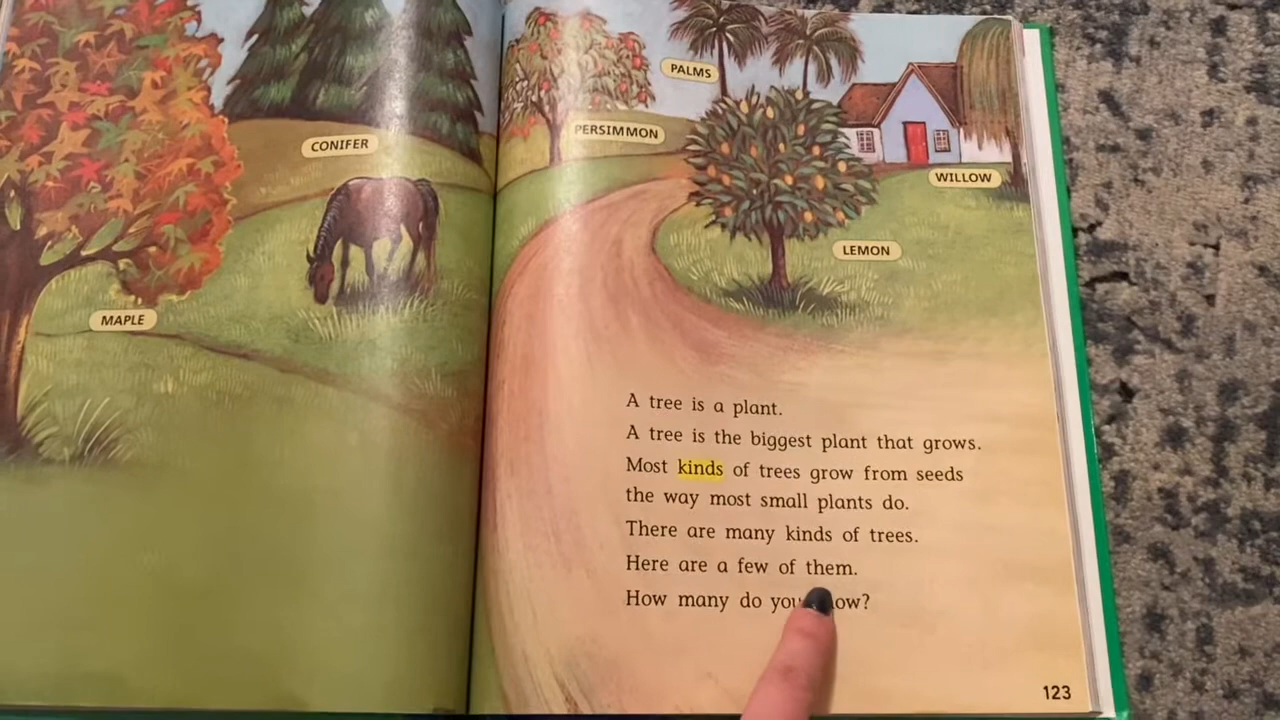 CONIFER
MAPLE
PALMS
PERSIMMON
WILLOW
LEMON
A tree is a plant.
A tree is the biggest plant that grows.
Most kinds of trees grow from seeds
the way most small plants do.
There are many kinds of trees.
Here are a few of them.
How many do you
123